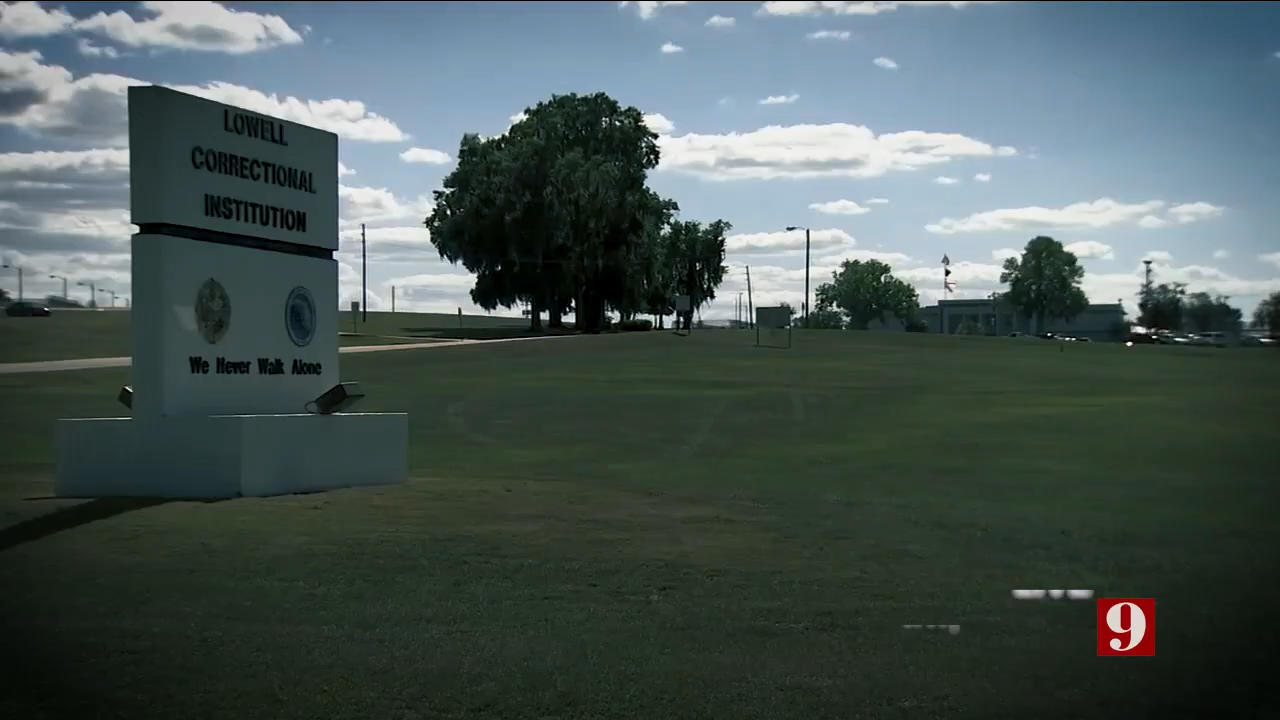 LOWELL
CORRECTIONAL
INSTITUTION
We Never Walk Alone
9